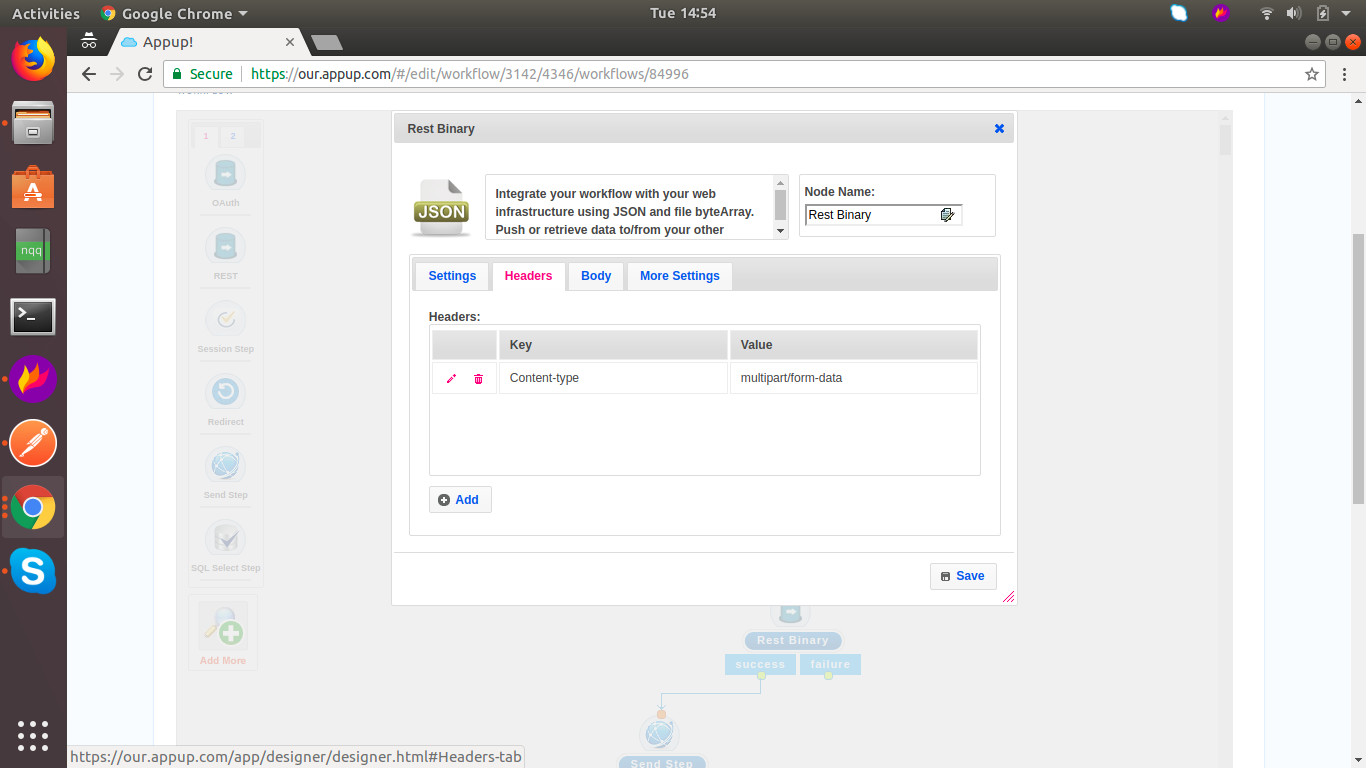 Activities
Google Chrome
Tue 14:54
Appup!
Secure
https://our.appup.com/#/edit/workflow/3142/4346/workflows/84996
Rest Binary
1
2
OAuth
REST
Session Step
Redirect
Send Step
SQL Select Step
Add More
nqq
JSON
Integrate your workflow with your web
infrastructure using JSON and file byteArray.
Push or retrieve data to/from your other
Node Name:
Rest Binary
Settings
Headers
Body
More Settings
Headers:
Key
Value
Content-type
multipart/form-data
Add
Save
Rest Binary
success
failure
Send Step
https://our.appup.com/app/designer/designer.html#Headers-tab